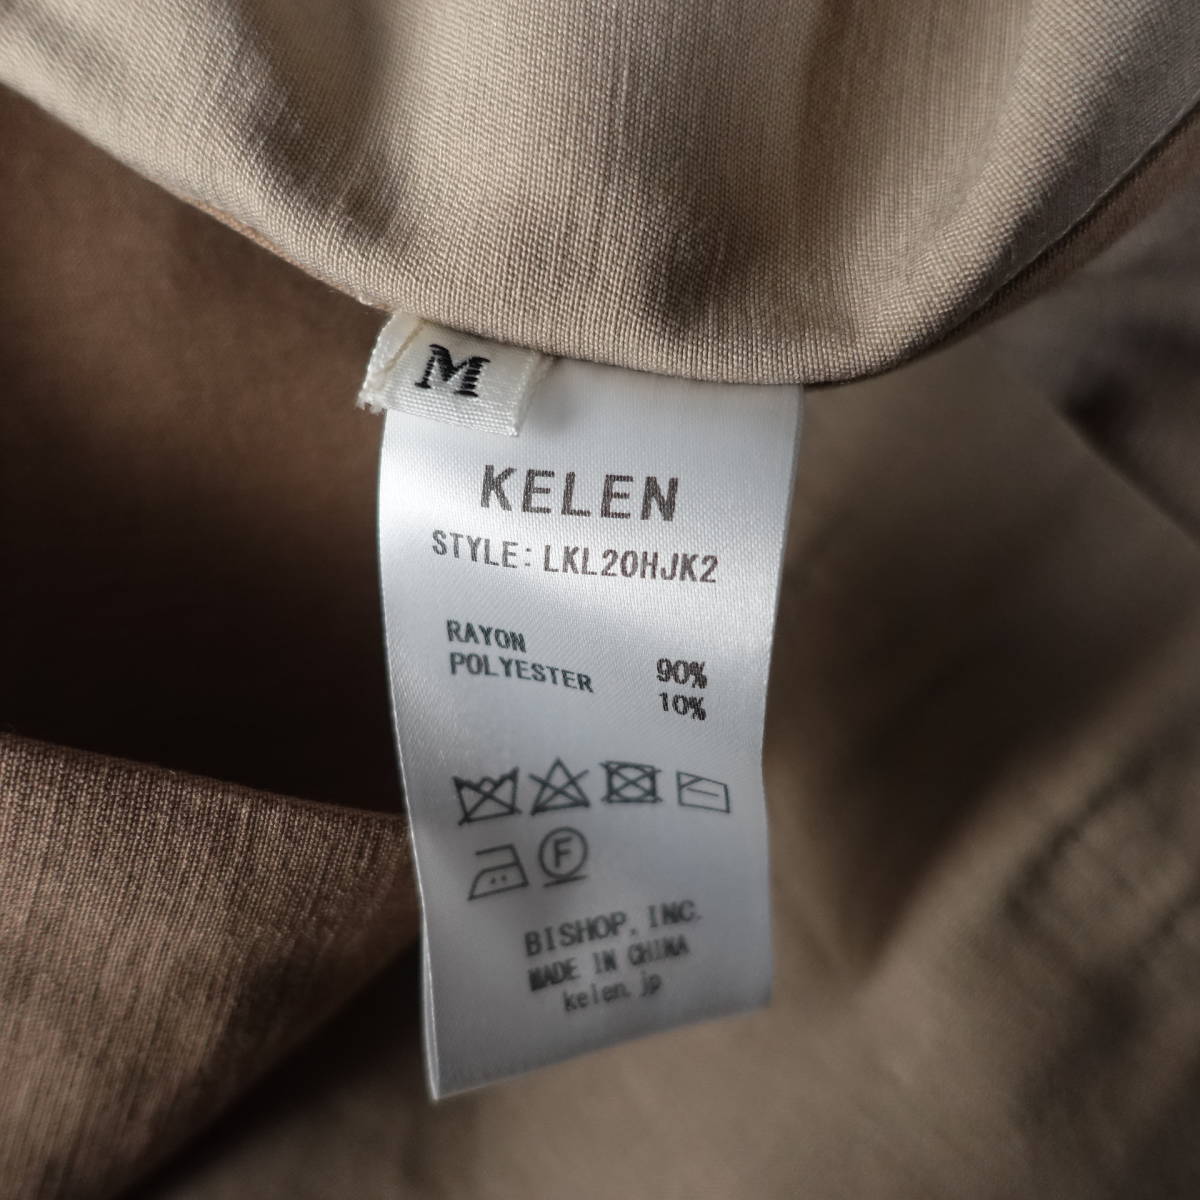 M
KELEN
STYLE: LKL20HJK2
RAYON 90%
POLYESTER 10%
F
BISHOP, INC.
MADE IN CHINA
kelen.jp